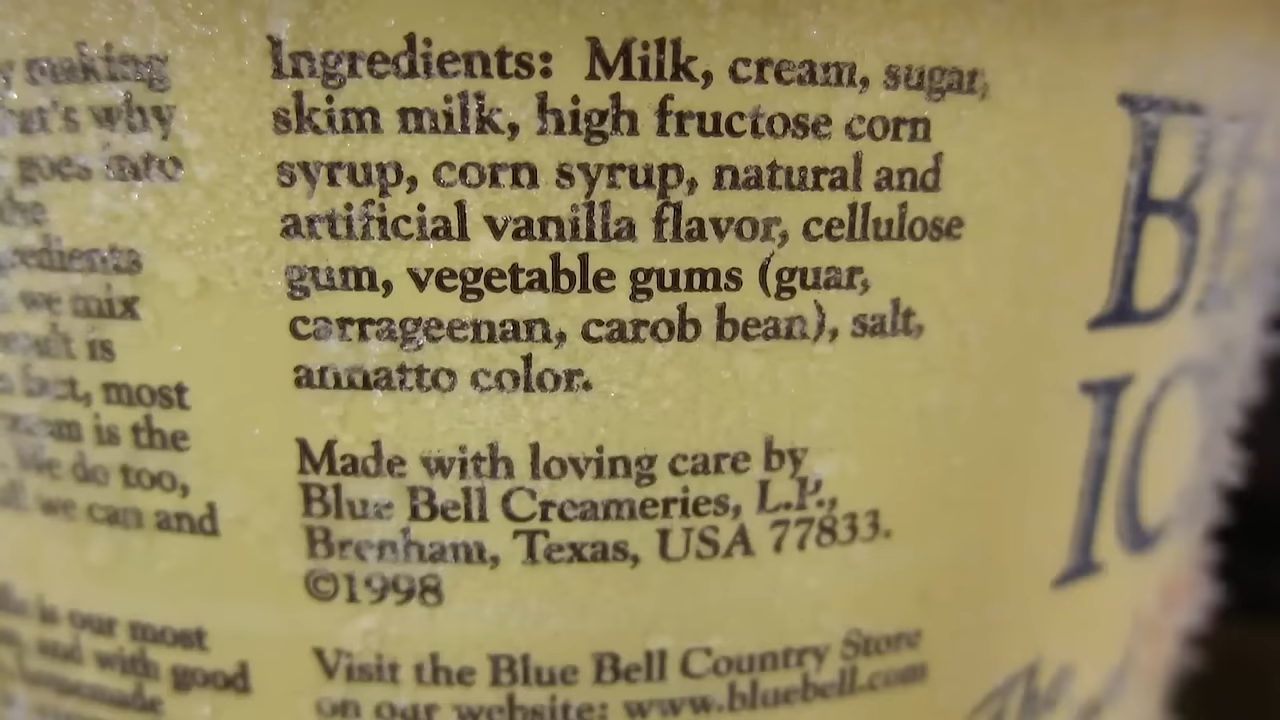 making
why
goes into
the
we mix
is
most
is the
We do too,
we can and
is our most
and with good
Ingredients: Milk, cream, sugar,
skim milk, high fructose corn
syrup, corn syrup, natural and
artificial vanilla flavor, cellulose
gum, vegetable gums (guar,
carrageenan, carob bean), salt,
annatto color.
Made with loving care by
Blue Bell Creameries, L.P.,
Brenham, Texas, USA 77833.
©1998
Visit the Blue Bell Country Store
on our website: www.bluebell.com
The